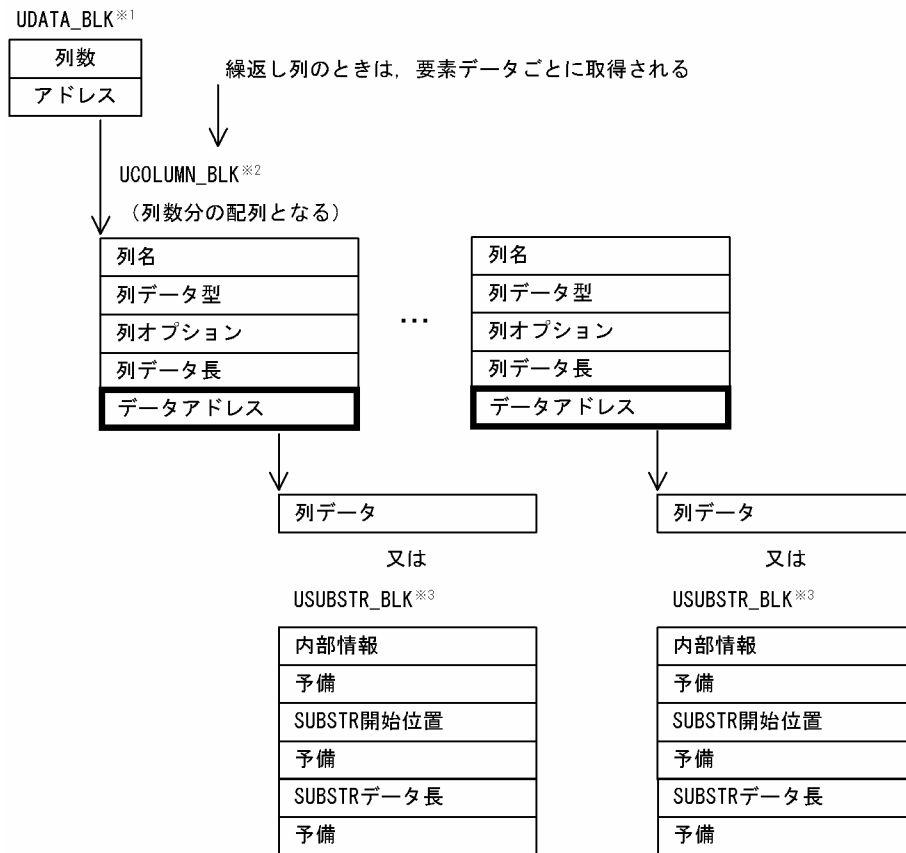 UDATA_BLK※1
列数
アドレス
繰返し列のときは，要素データごとに取得される
UCOLUMN_BLK※2
（列数分の配列となる）
列名
列データ型
列オプション
列データ長
データアドレス
...
列名
列データ型
列オプション
列データ長
データアドレス
列データ
又は
USUBSTR_BLK※3
内部情報
予備
SUBSTR開始位置
予備
SUBSTRデータ長
予備
列データ
又は
USUBSTR_BLK※3
内部情報
予備
SUBSTR開始位置
予備
SUBSTRデータ長
予備